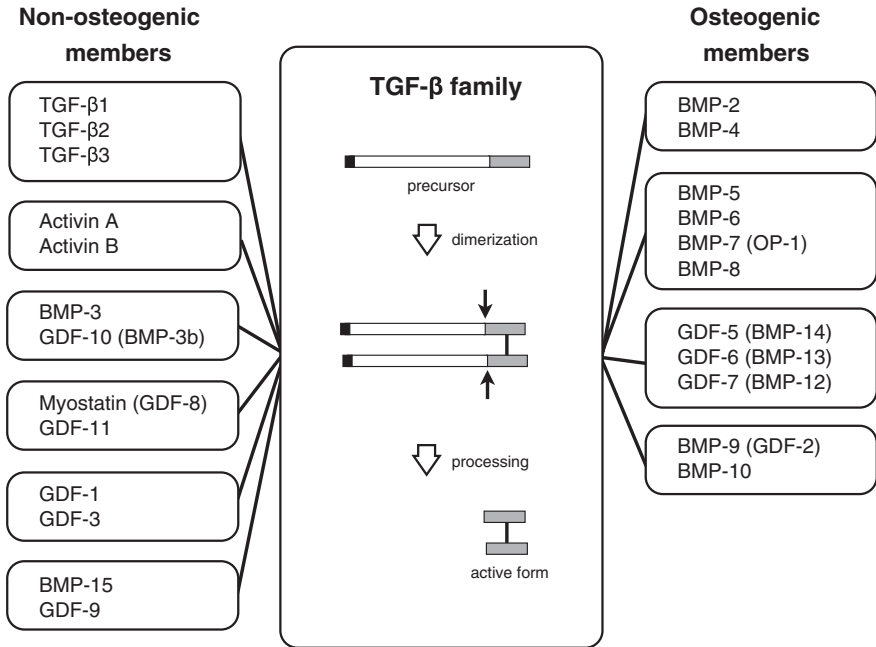 Non-osteogenic
members
TGF-β1
TGF-β2
TGF-β3
Activin A
Activin B
BMP-3
GDF-10 (BMP-3b)
Myostatin (GDF-8)
GDF-11
GDF-1
GDF-3
BMP-15
GDF-9
TGF-β family
precursor
dimerization
processing
active form
Osteogenic
members
BMP-2
BMP-4
BMP-5
BMP-6
BMP-7 (OP-1)
BMP-8
GDF-5 (BMP-14)
GDF-6 (BMP-13)
GDF-7 (BMP-12)
BMP-9 (GDF-2)
BMP-10